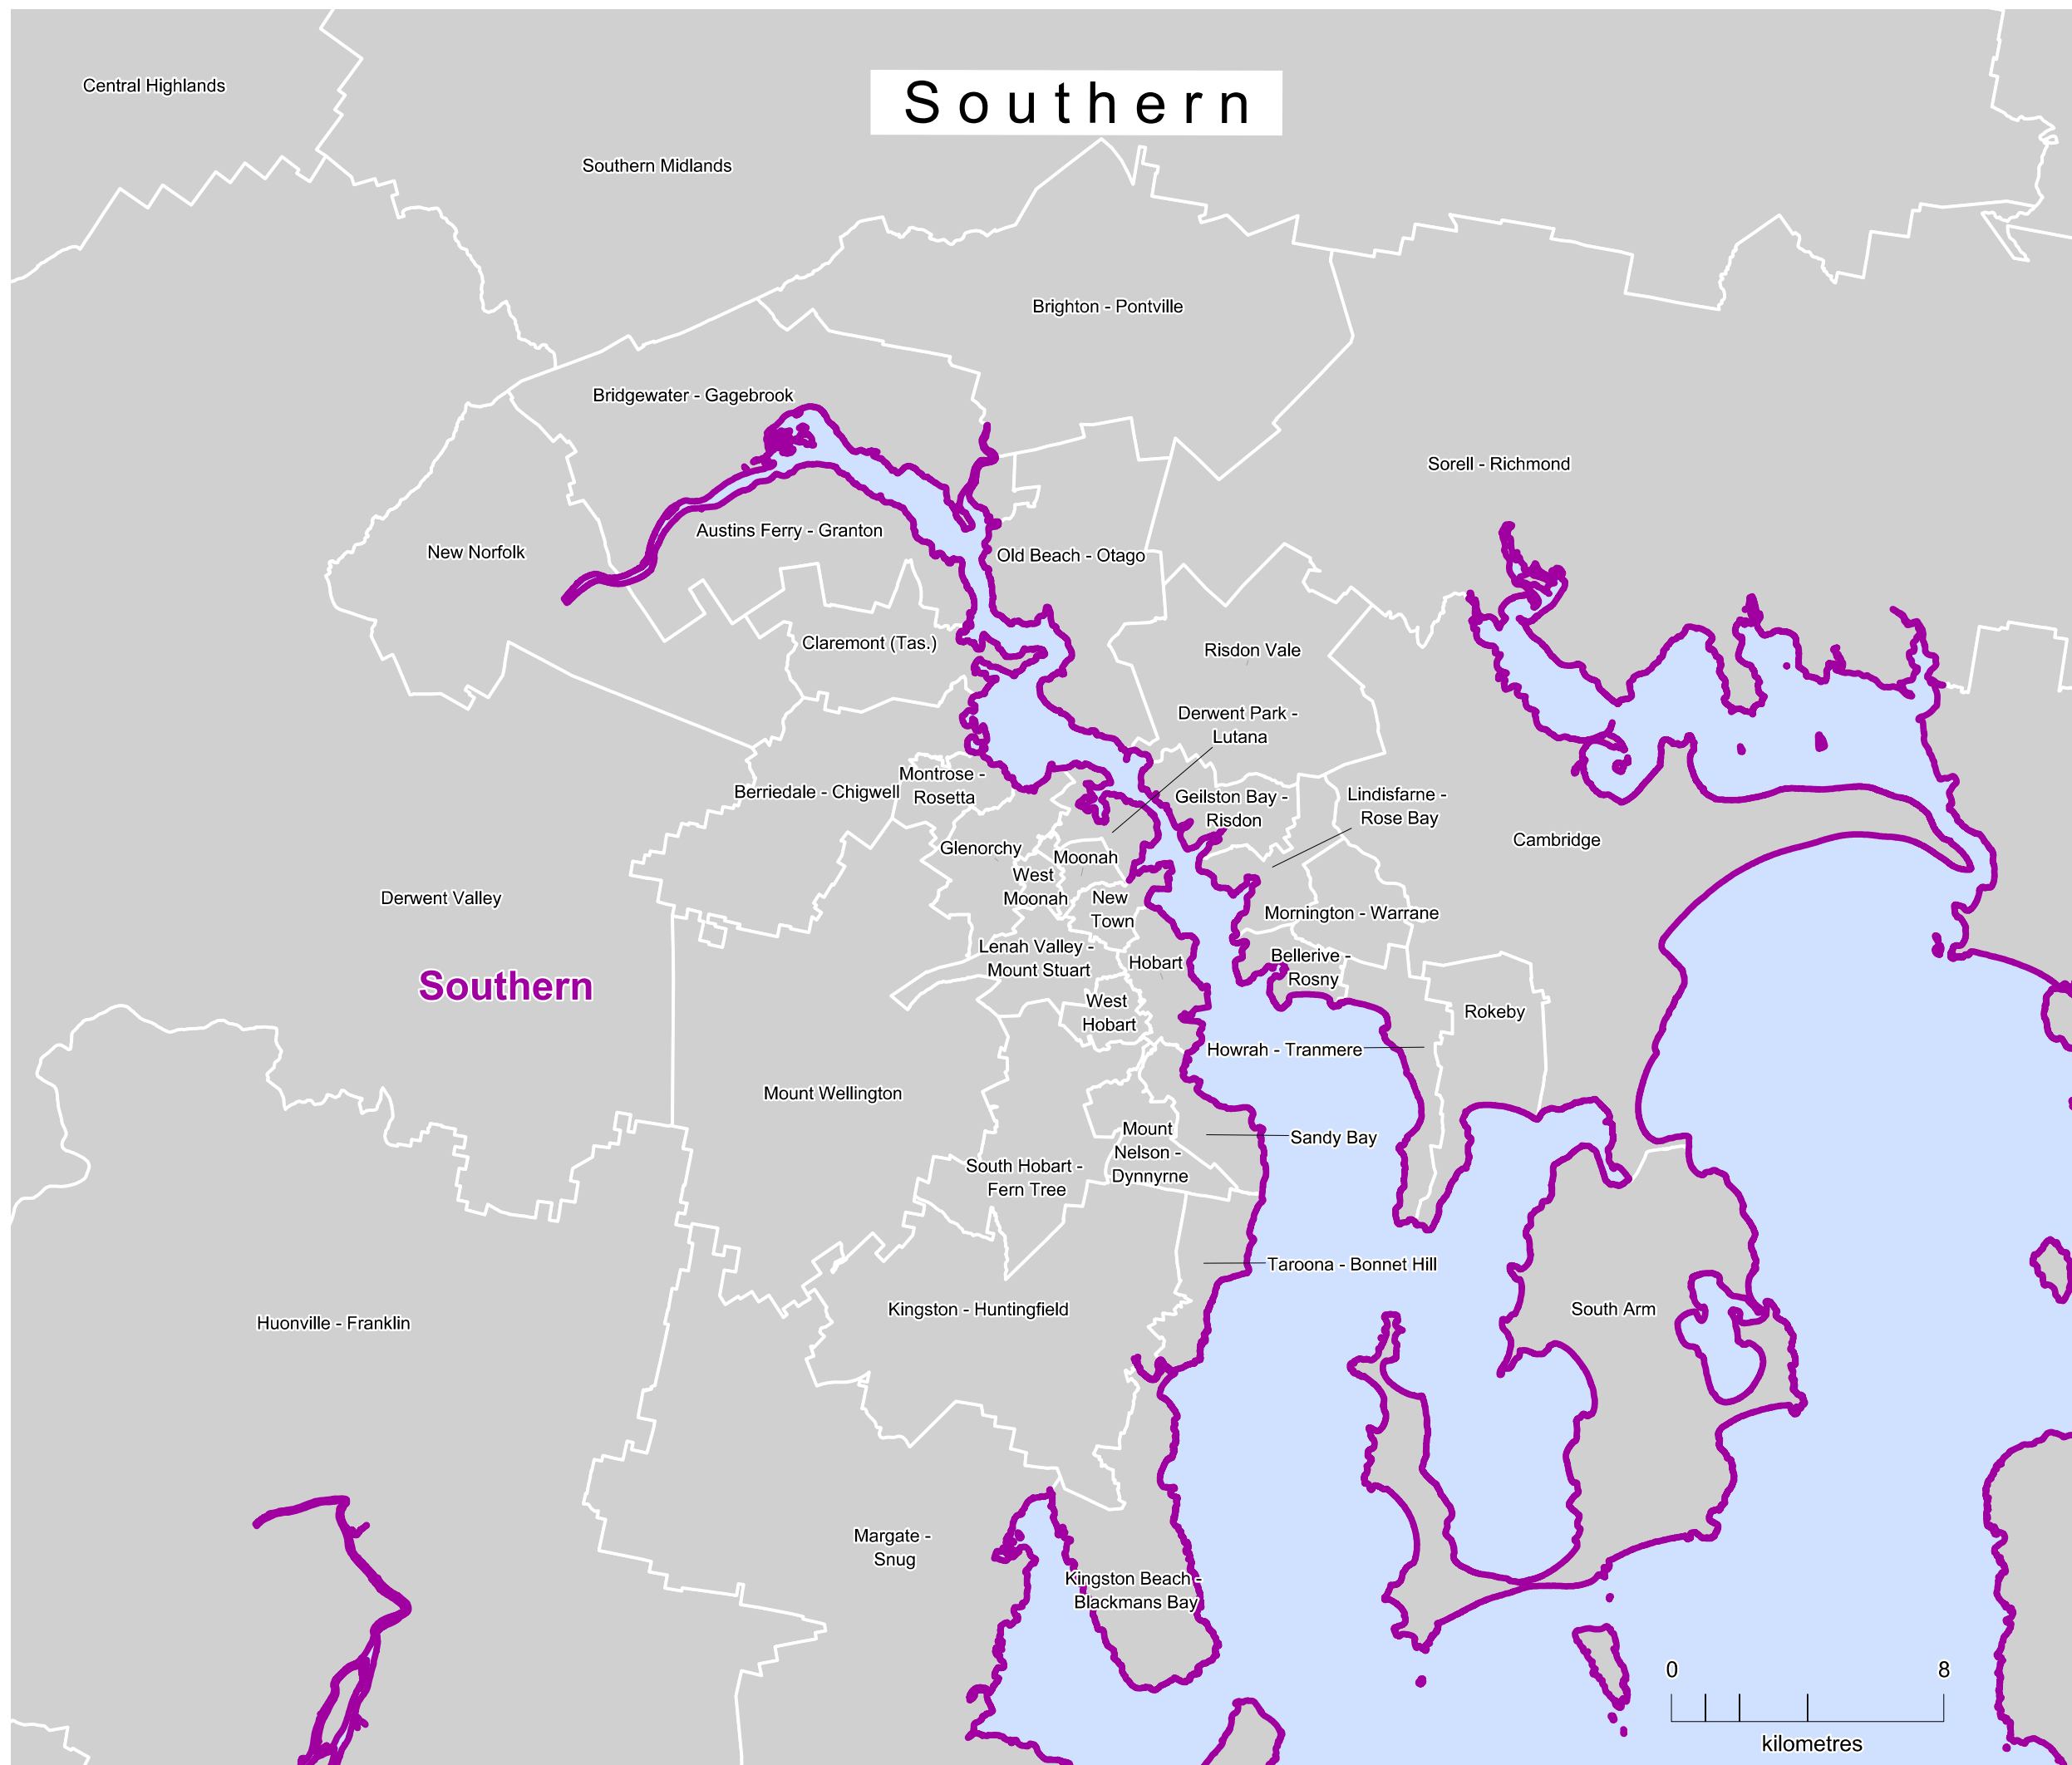 Central Highlands
Southern
Southern Midlands
Brighton - Pontville
Bridgewater - Gagebrook
Sorell - Richmond
Austins Ferry - Granton
New Norfolk
Old Beach - Otago
Claremont (Tas.)
Risdon Vale
Derwent Park -
Lutana
Montrose -
Rosetta
Berriedale - Chigwell
Geilston Bay -
Risdon
Lindisfarne -
Rose Bay
Cambridge
Glenorchy
Moonah
West
Moonah
New
Town
Derwent Valley
Mornington - Warrane
Lenah Valley -
Mount Stuart
Hobart
Bellerive -
Rosny
Southern
West
Hobart
Rokeby
Howrah - Tranmere
Mount Wellington
Mount
Nelson -
Dynnyrne
Sandy Bay
South Hobart -
Fern Tree
Taroona - Bonnet Hill
Kingston - Huntingfield
South Arm
Huonville - Franklin
Margate -
Snug
Kingston Beach -
Blackmans Bay
0 8
kilometres